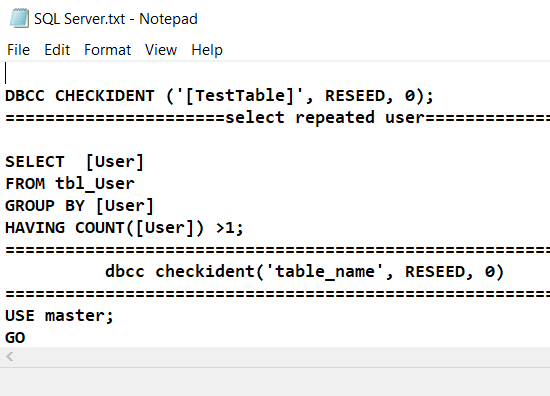 SQL Server.txt - Notepad
File Edit Format View Help
DBCC CHECKIDENT ('[TestTable]', RESEED, 0);
======================select repeated user=============
SELECT  [User]
FROM tbl_User
GROUP BY [User]
HAVING COUNT([User]) >1;
=======================================================
dbcc checkident('table_name', RESEED, 0)
=======================================================
USE master;
GO